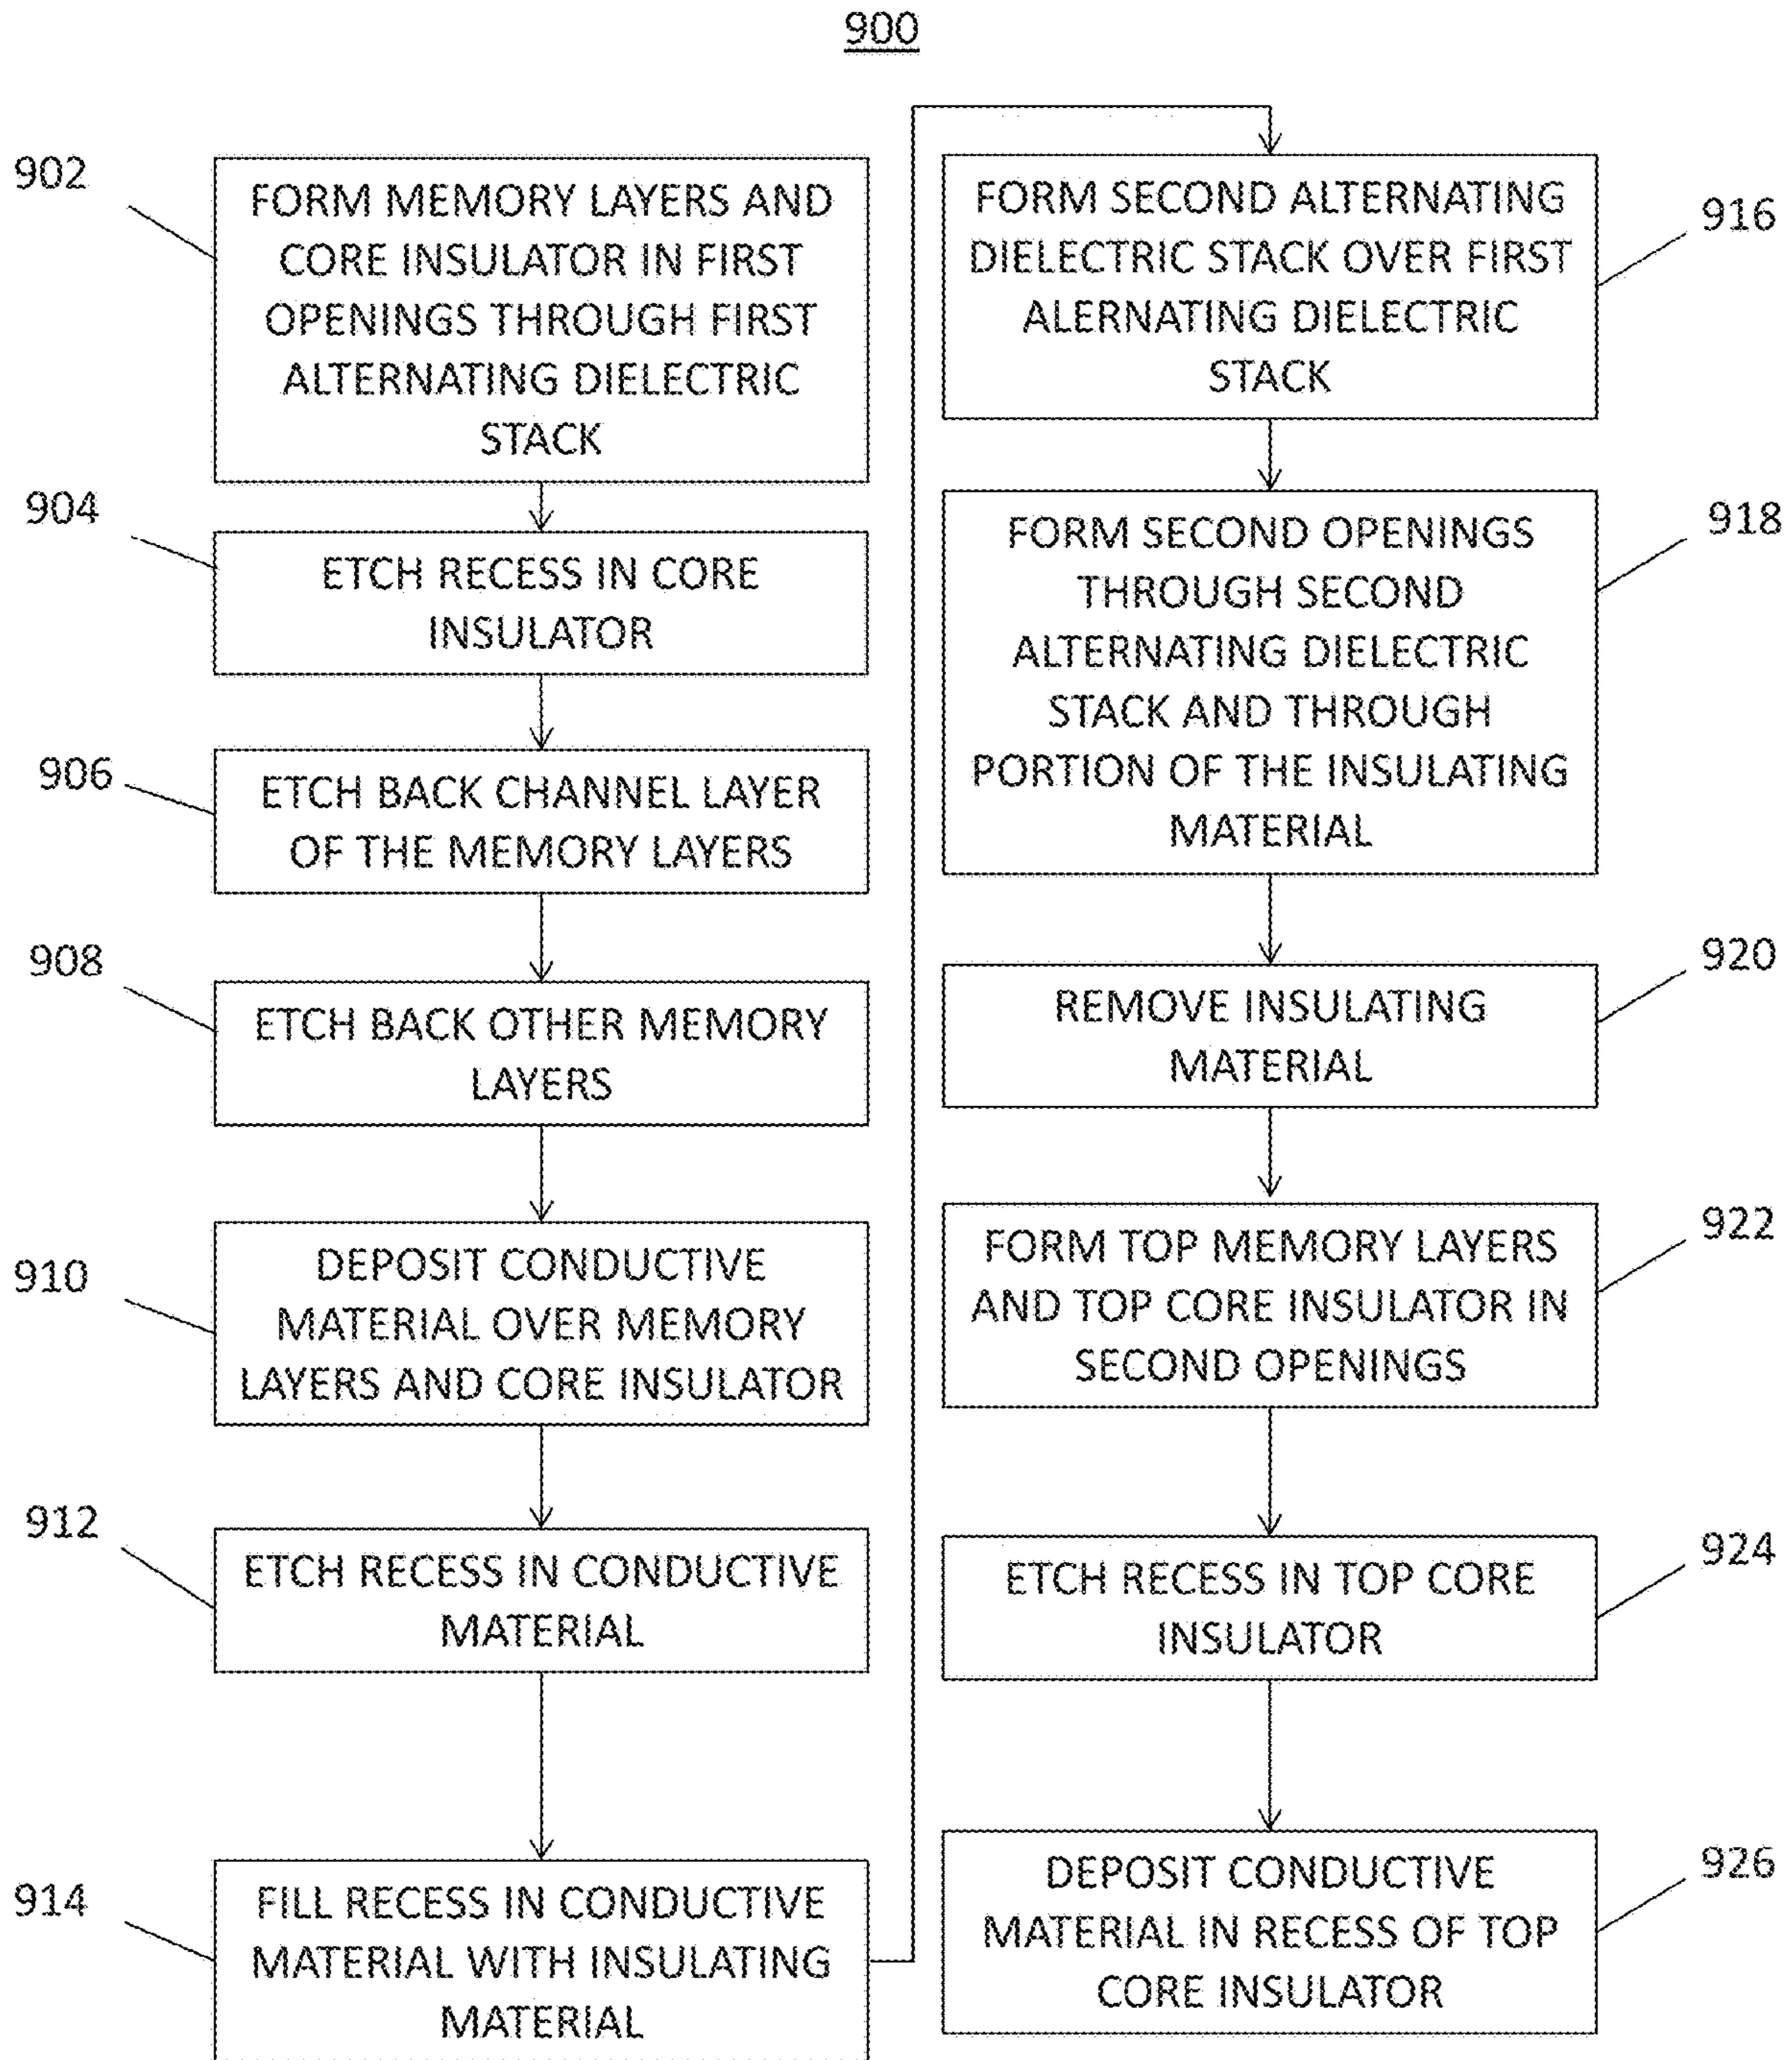 900
902
FORM MEMORY LAYERS AND
CORE INSULATOR IN FIRST
OPENINGS THROUGH FIRST
ALTERNATING DIELECTRIC
STACK
904
ETCH RECESS IN CORE
INSULATOR
906
ETCH BACK CHANNEL LAYER
OF THE MEMORY LAYERS
908
ETCH BACK OTHER MEMORY
LAYERS
910
DEPOSIT CONDUCTIVE
MATERIAL OVER MEMORY
LAYERS AND CORE INSULATOR
912
ETCH RECESS IN CONDUCTIVE
MATERIAL
914
FILL RECESS IN CONDUCTIVE
MATERIAL WITH INSULATING
MATERIAL
916
FORM SECOND ALTERNATING
DIELECTRIC STACK OVER FIRST
ALERNATING DIELECTRIC
STACK
918
FORM SECOND OPENINGS
THROUGH SECOND
ALTERNATING DIELECTRIC
STACK AND THROUGH
PORTION OF THE INSULATING
MATERIAL
920
REMOVE INSULATING
MATERIAL
922
FORM TOP MEMORY LAYERS
AND TOP CORE INSULATOR IN
SECOND OPENINGS
924
ETCH RECESS IN TOP CORE
INSULATOR
926
DEPOSIT CONDUCTIVE
MATERIAL IN RECESS OF TOP
CORE INSULATOR